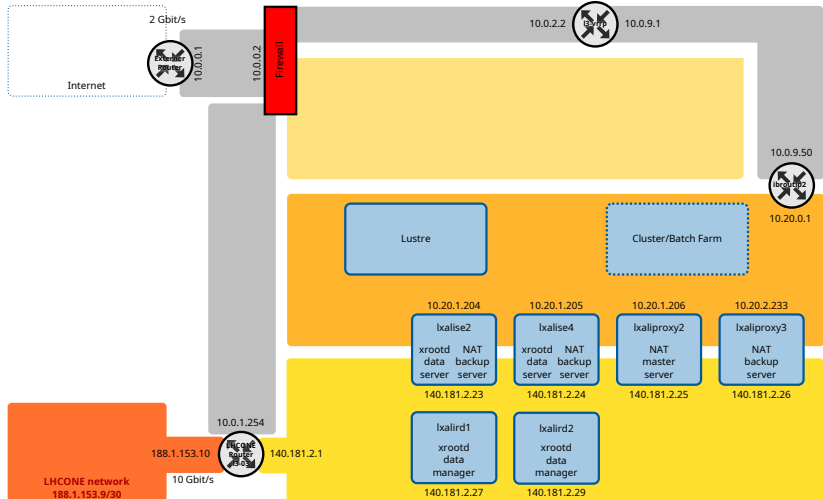 2 Gbit/s
Externer
Router
10.0.0.1
Internet
10.0.0.2
Firewall
10.0.2.2
l3-vrrp
10.0.9.1
10.0.9.50
ibroutip2
10.20.0.1
Lustre
Cluster/Batch Farm
10.20.1.204
10.20.1.205
10.20.1.206
10.20.2.233
lxalise2
xrootd NAT
data backup
server server
lxalise4
xrootd NAT
data backup
server server
lxaliproxy2
NAT
master
server
lxaliproxy3
NAT
backup
server
140.181.2.23
140.181.2.24
140.181.2.25
140.181.2.26
lxalird1
xrootd
data
manager
lxalird2
xrootd
data
manager
140.181.2.27
140.181.2.29
10.0.1.254
188.1.153.10
LHCONE
Router
140.181.2.1
10 Gbit/s
LHCONE network
188.1.153.9/30